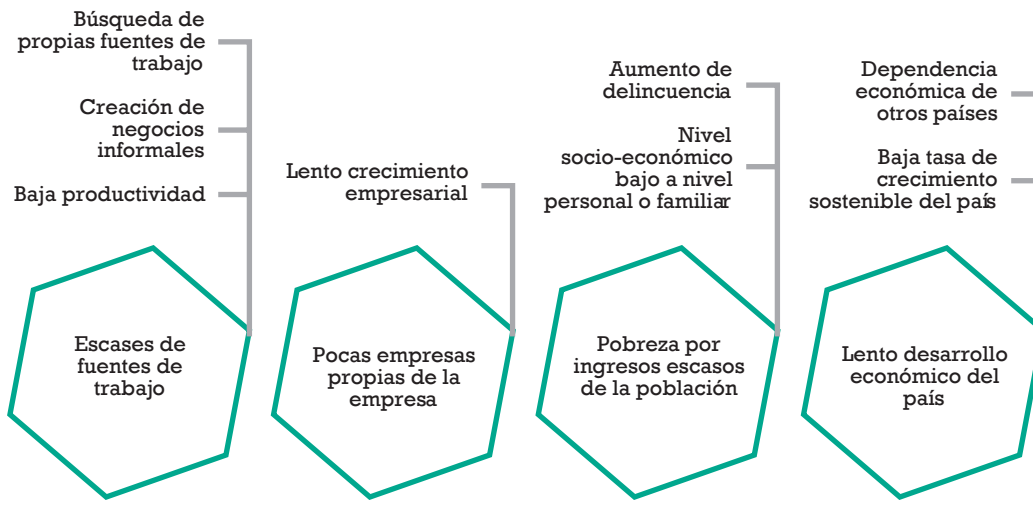 Búsqueda de
propias fuentes de
trabajo
Creación de
negocios
informales
Baja productividad
Escases de
fuentes de
trabajo
Lento crecimiento
empresarial
Pocas empresas
propias de la
empresa
Aumento de
delincuencia
Nivel
socio-económico
bajo a nivel
personal o familiar
Pobreza por
ingresos escasos
de la población
Dependencia
económica de
otros países
Baja tasa de
crecimiento
sostenible del país
Lento desarrollo
económico del
país